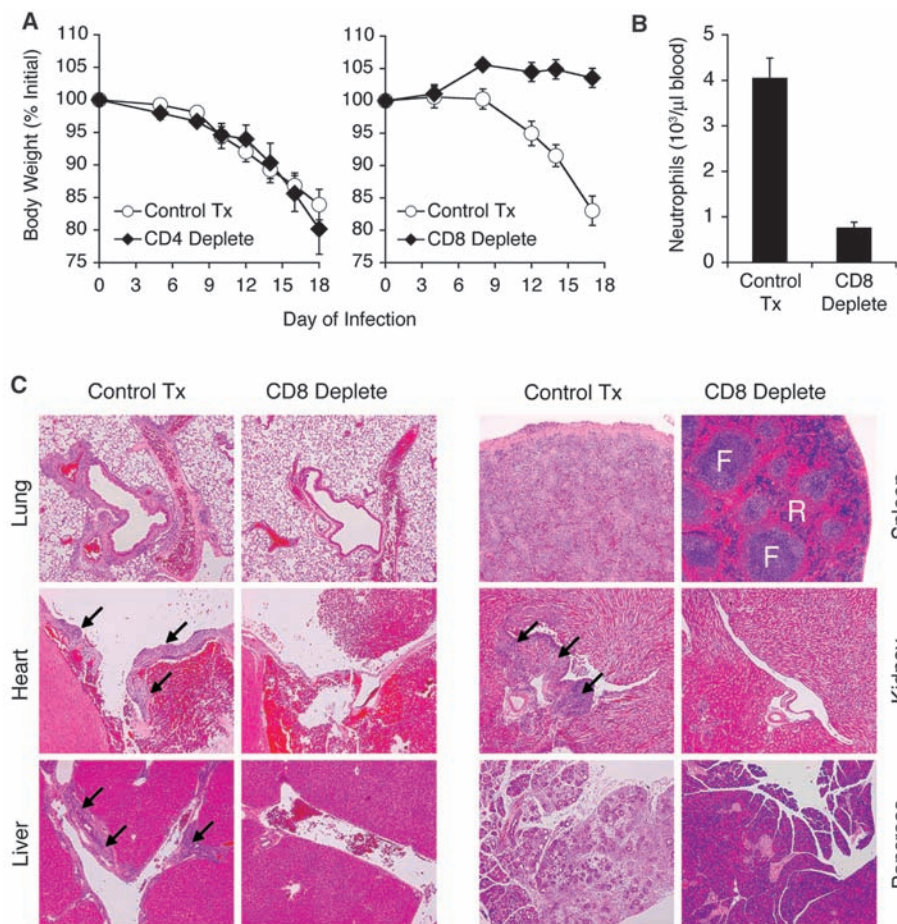 A
B
Body Weight (% Initial)
110
105
100
95
90
85
80
75
Control Tx
CD4 Deplete
0 3 6 9 12 15 18
110
105
100
95
90
85
80
75
Control Tx
CD8 Deplete
0 3 6 9 12 15 18
Day of Infection
Neutrophils (10³/µl blood)
5
4
3
2
1
0
Control
Tx
CD8
Deplete
C
Control Tx
CD8 Deplete
Control Tx
CD8 Deplete
Lung
Heart
Liver
F
R
F
Spleen
Kidney
Pancreas